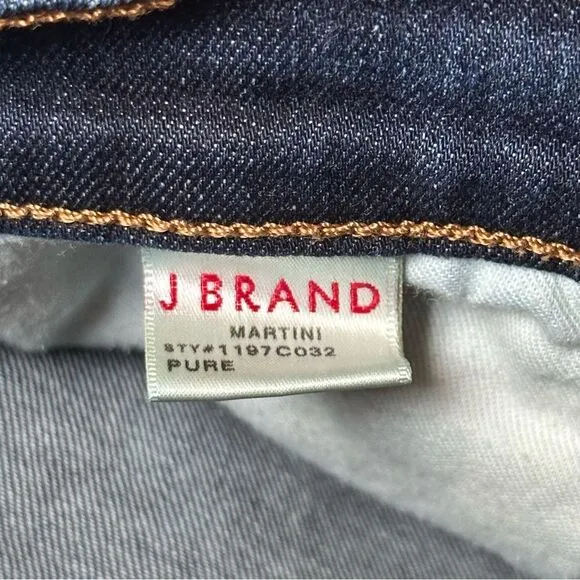 J BRAND
MARTINI
STY#1197C032
PURE